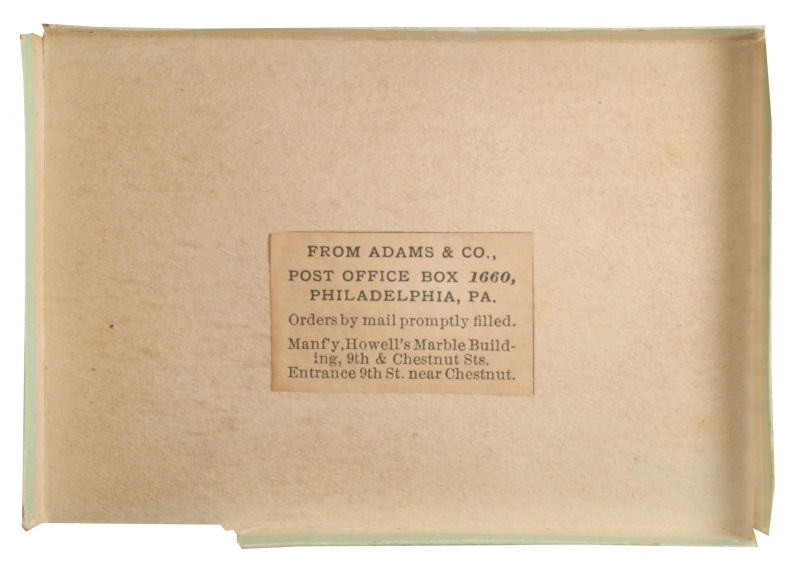 FROM ADAMS & CO.,
POST OFFICE BOX 1660,
PHILADELPHIA, PA.
Orders by mail promptly filled.
Manf'y, Howell's Marble Build-
ing, 9th & Chestnut Sts.
Entrance 9th St. near Chestnut.